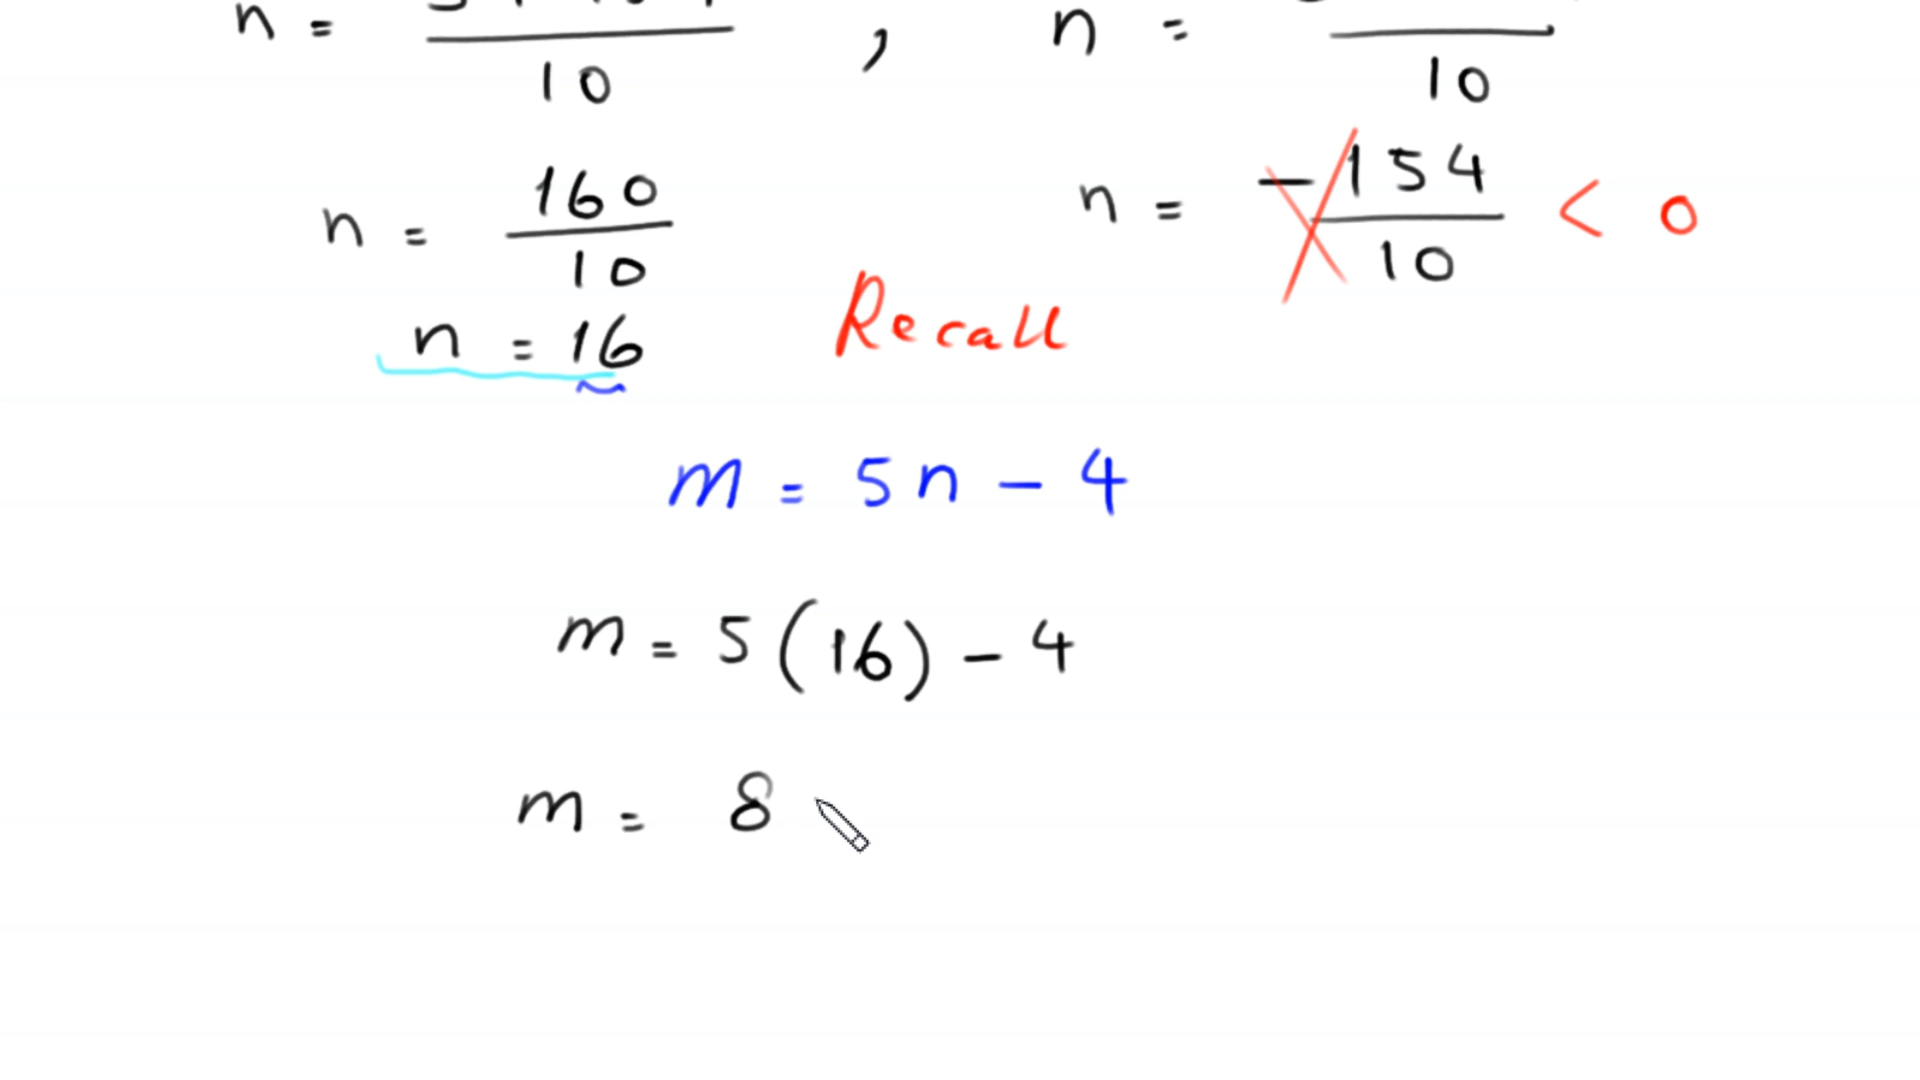 n = 10 , n = 10
n = 160/10 n = -154/10 < 0
n = 16 Recall
m = 5n - 4
m = 5(16) - 4
m = 8